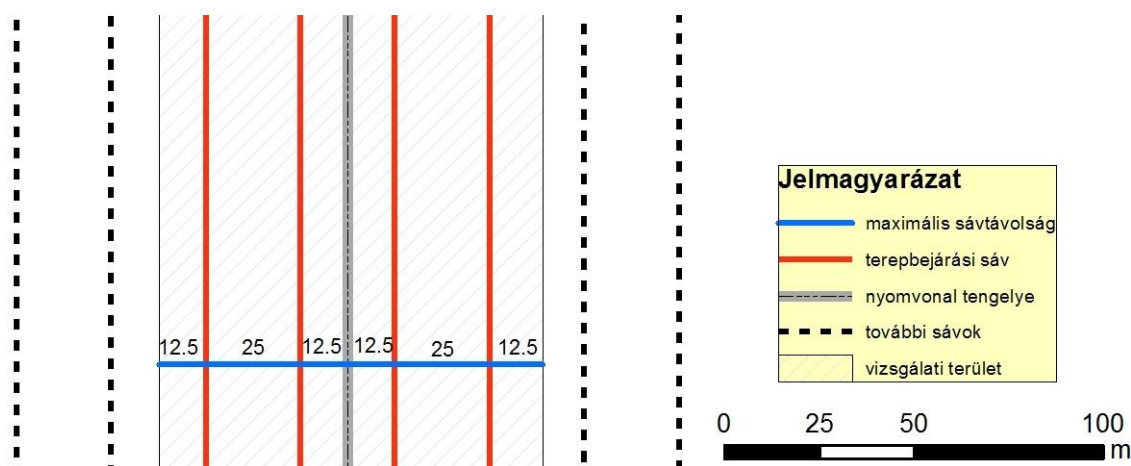 12.5 25 12.5 12.5 25 12.5
Jelmagyarázat
maximális sávtávolság
terepbejárási sáv
nyomvonal tengelye
további sávok
vizsgálati terület
0 25 50 100
m